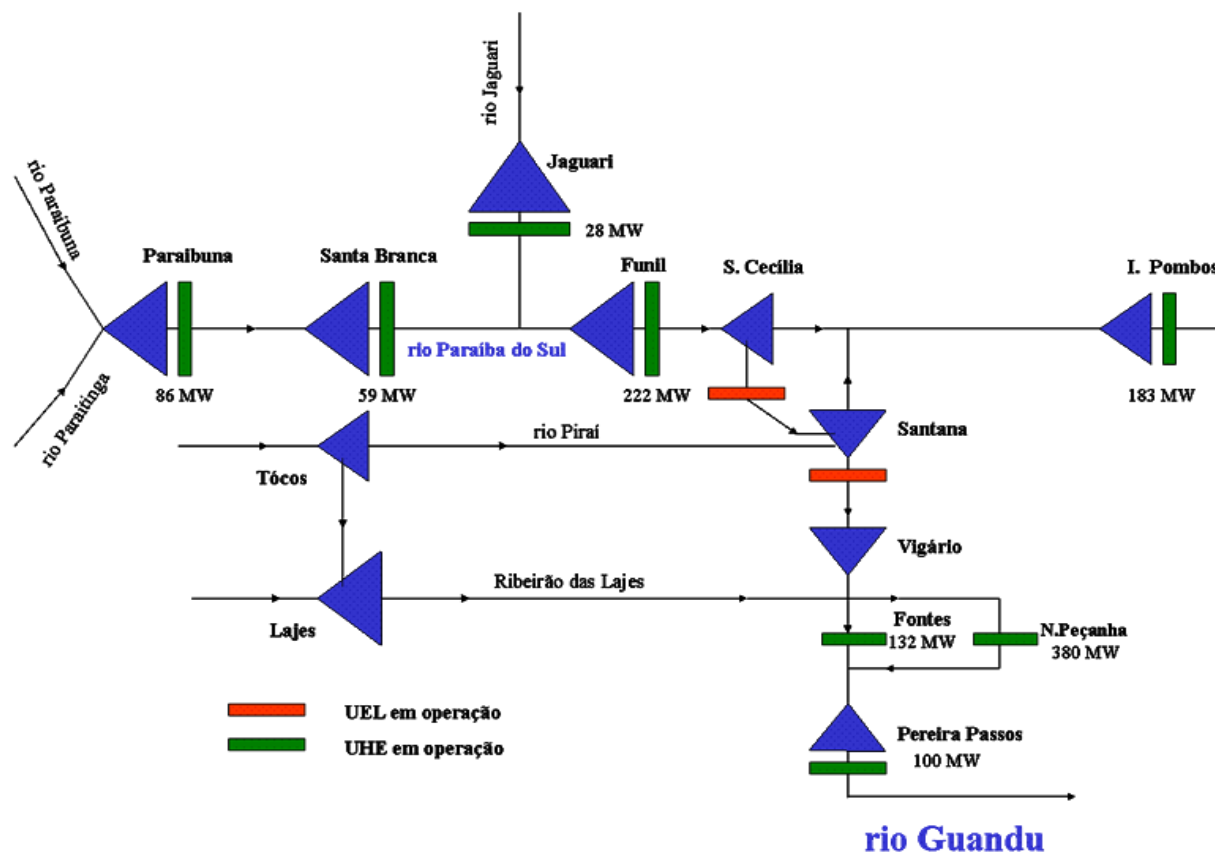 rio Jaguari
Jaguari
28 MW
rio Paraibuna
Paraibuna
Santa Branca
Funil
S. Cecília
I. Pombos
rio Paraíba do Sul
86 MW
59 MW
222 MW
183 MW
rio Paraitinga
rio Piraí
Santana
Tócos
Vigário
Ribeirão das Lajes
Lajes
Fontes
132 MW
N.Peçanha
380 MW
UEL em operação
UHE em operação
Pereira Passos
100 MW
rio Guandu